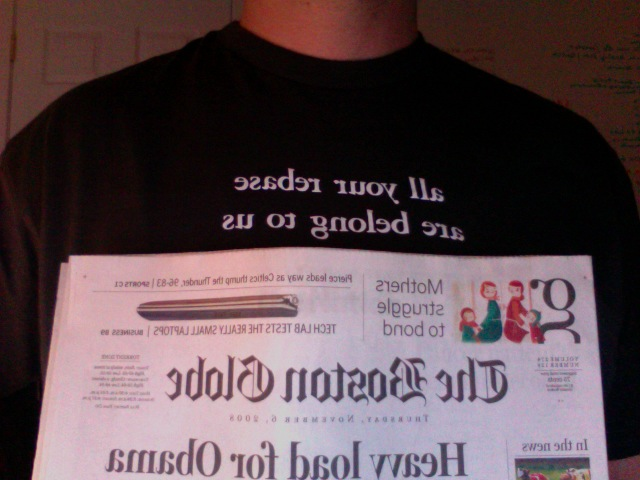 all your rebase
are belong to us
g
Mothers
struggle
to bond
Pierce leads way as Celtics thump the Thunder, 96-83 | SPORTS C1
TECH LAB TESTS THE REALLY SMALL LAPTOPS | BUSINESS B9
The Boston Globe
THURSDAY, NOVEMBER 6, 2008
In the news
Heavy load for Obama